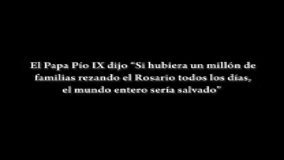 El Papa Pío IX dijo “Si hubiera un millón de
familias rezando el Rosario todos los días,
el mundo entero sería salvado”